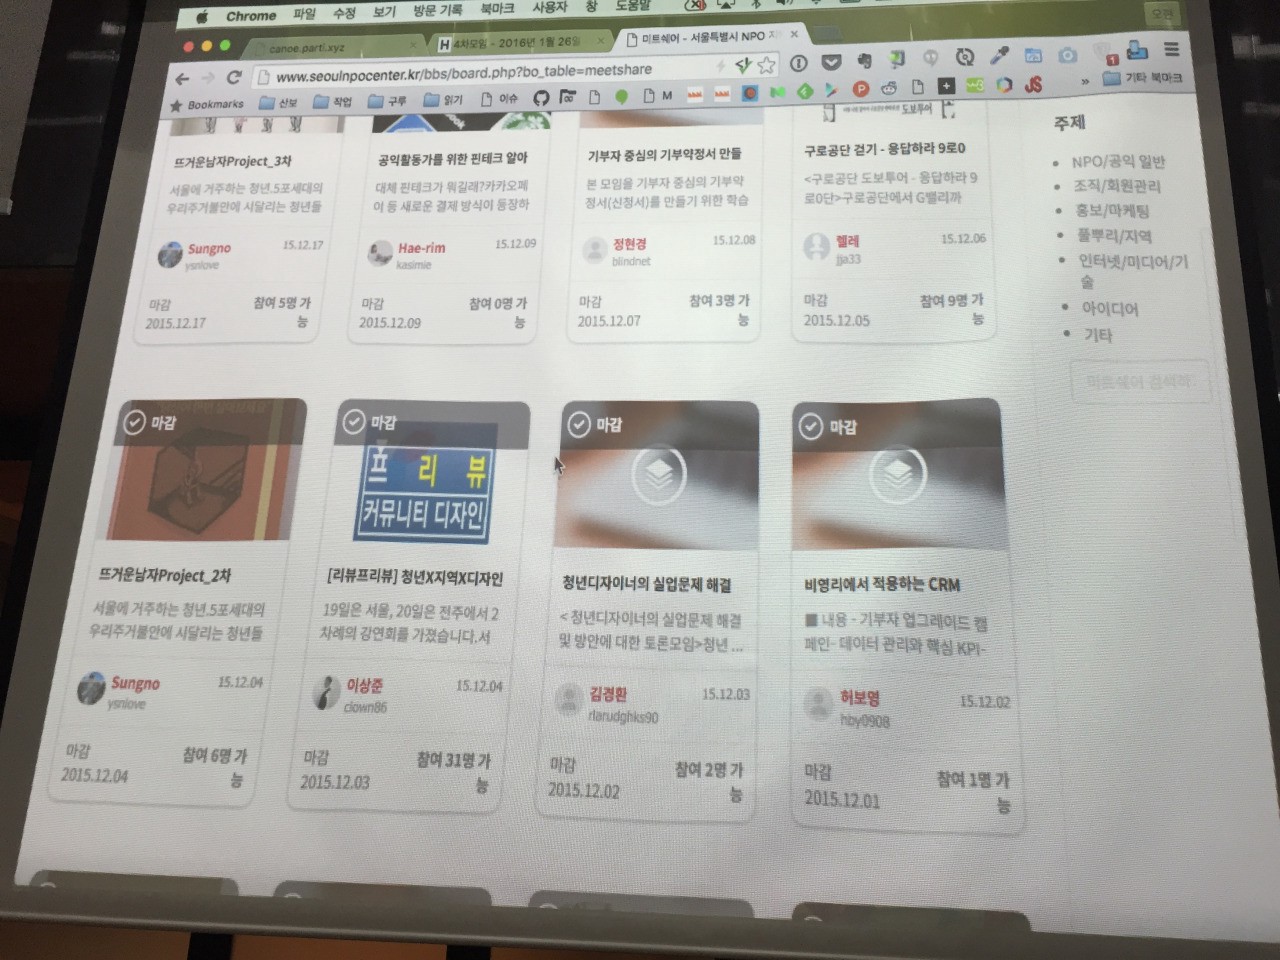 Chrome 파일 수정 보기 방문 기록 북마크 사용자 창 도움말
canoe.parti.xyz
4차모임 - 2016년 1월 26일
미트쉐어 - 서울특별시 NPO
www.seoulnpocenter.kr/bbs/board.php?bo_table=meetshare
Bookmarks 산보 작업 구루 읽기 이슈 M » 기타 북마크
뜨거운남자Project_3차
서울에 거주하는 청년.5포세대의
우리주거불안에 시달리는 청년들
Sungno 15.12.17
ysnlove
마감 참여 5명 가
2015.12.17 능
공익활동가를 위한 핀테크 알아
대체 핀테크가 뭐길래?카카오페
이 등 새로운 결제 방식이 등장하
Hae-rim 15.12.09
kasimie
마감 참여 0명 가
2015.12.09 능
기부자 중심의 기부약정서 만들
본 모임을 기부자 중심의 기부약
정서(신청서)를 만들기 위한 학습
정현경 15.12.08
blindnet
마감 참여 3명 가
2015.12.07 능
도보투어
구로공단 걷기 - 응답하라 9로0
<구로공단 도보투어 - 응답하라 9
로0단>구로공단에서 G밸리까
헬레 15.12.06
jja33
마감 참여 9명 가
2015.12.05 능
주제
NPO/공익 일반
조직/회원관리
홍보/마케팅
풀뿌리/지역
인터넷/미디어/기
술
아이디어
기타
미트쉐어 검색하
마감
뜨거운남자Project_2차
서울에 거주하는 청년.5포세대의
우리주거불안에 시달리는 청년들
Sungno 15.12.04
ysnlove
마감 참여 6명 가
2015.12.04 능
마감
프 리 뷰
커뮤니티 디자인
[리뷰프리뷰] 청년X지역X디자인
19일은 서울, 20일은 전주에서 2
차례의 강연회를 가졌습니다.서
이상준 15.12.04
clown86
마감 참여 31명 가
2015.12.03 능
마감
청년디자이너의 실업문제 해결
< 청년디자이너의 실업문제 해결
및 방안에 대한 토론모임>청년 ...
김경환 15.12.03
rlarudghks90
마감 참여 2명 가
2015.12.02 능
마감
비영리에서 적용하는 CRM
■ 내용 - 기부자 업그레이드 캠
페인- 데이터 관리와 핵심 KPI-
허보영 15.12.02
hby0908
마감 참여 1명 가
2015.12.01 능